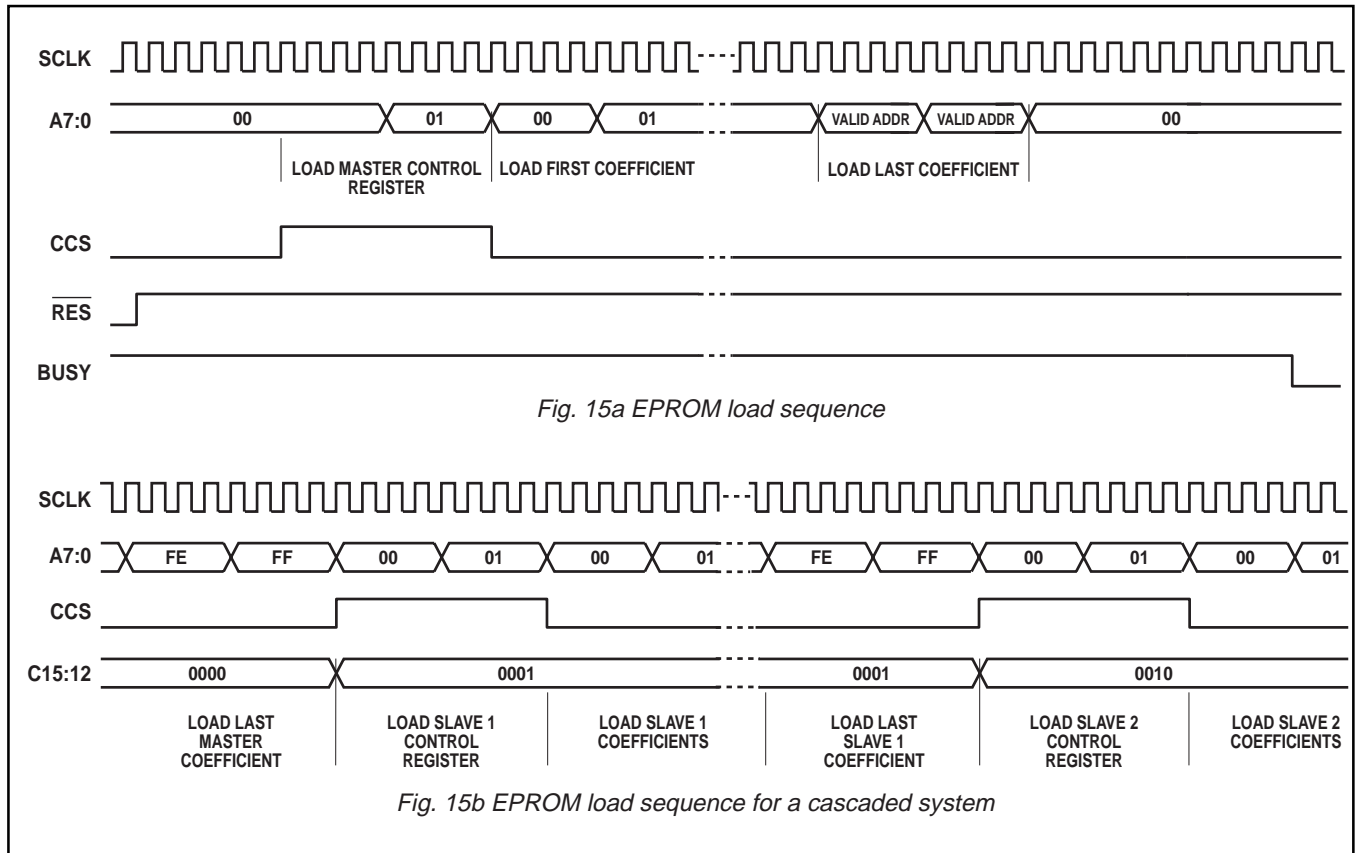 SCLK
A7:0 00 01 00 01 VALID ADDR VALID ADDR 00
LOAD MASTER CONTROL
REGISTER
LOAD FIRST COEFFICIENT
LOAD LAST COEFFICIENT
CCS
RES
BUSY
Fig. 15a EPROM load sequence
SCLK
A7:0 FE FF 00 01 00 01 FE FF 00 01 00 01
CCS
C15:12 0000 0001 0001 0010
LOAD LAST
MASTER
COEFFICIENT
LOAD SLAVE 1
CONTROL
REGISTER
LOAD SLAVE 1
COEFFICIENTS
LOAD LAST
SLAVE 1
COEFFICIENT
LOAD SLAVE 2
CONTROL
REGISTER
LOAD SLAVE 2
COEFFICIENTS
Fig. 15b EPROM load sequence for a cascaded system